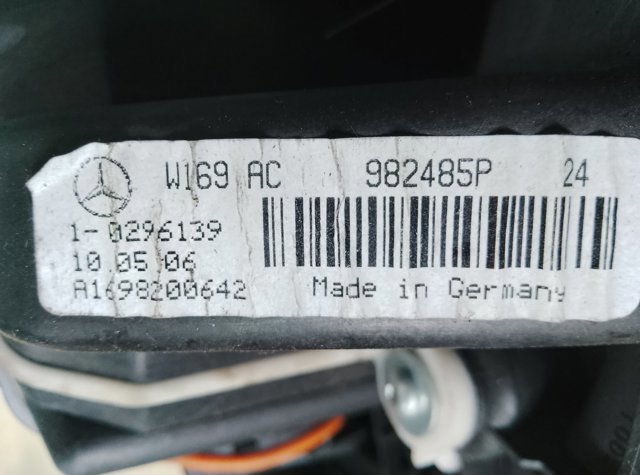 W169 AC 982485P 24
1-0296139
10.05.06
A1698200642 Made in Germany